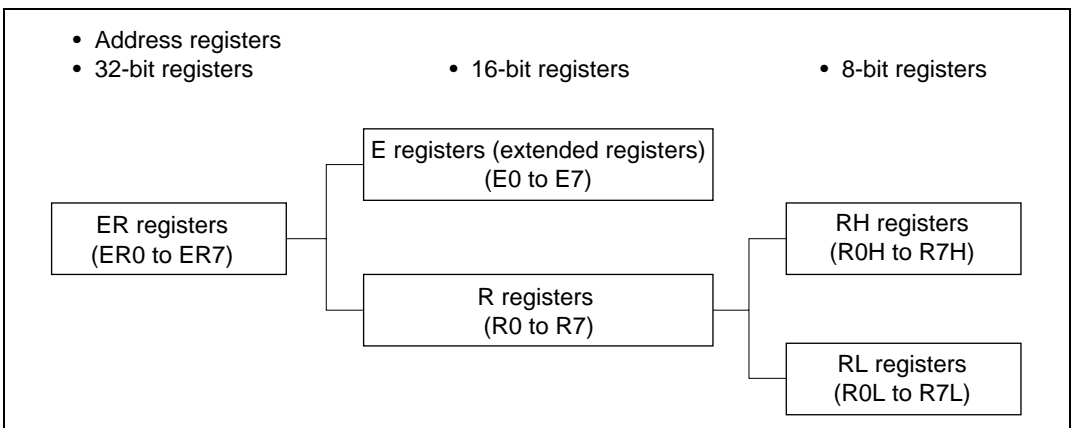 • Address registers
• 32-bit registers
• 16-bit registers
• 8-bit registers
E registers (extended registers)
(E0 to E7)
ER registers
(ER0 to ER7)
RH registers
(R0H to R7H)
R registers
(R0 to R7)
RL registers
(R0L to R7L)